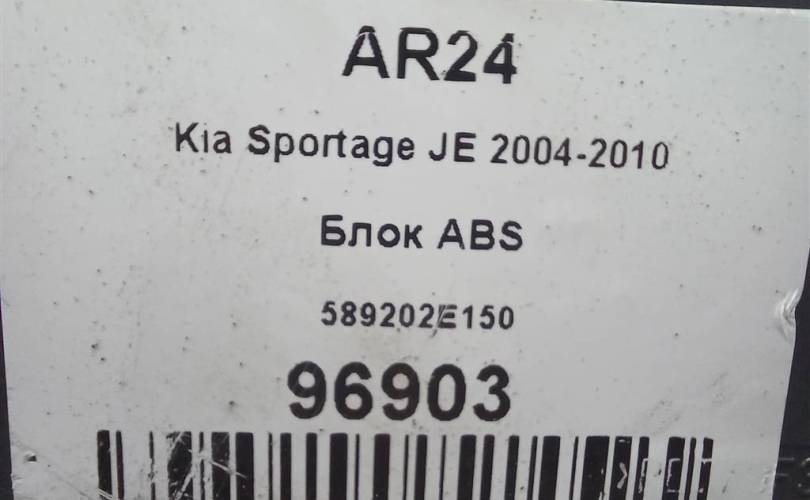 AR24
Kia Sportage JE 2004-2010
Блок ABS
589202E150
96903